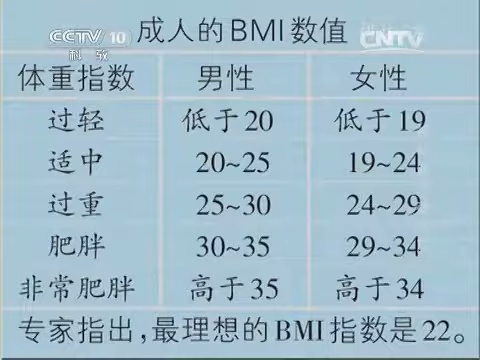 CCTV 10 成人的BMI数值 CNTV
科教
体重指数 男性 女性
过轻 低于20 低于19
适中 20~25 19~24
过重 25~30 24~29
肥胖 30~35 29~34
非常肥胖 高于35 高于34
专家指出,最理想的BMI指数是22。